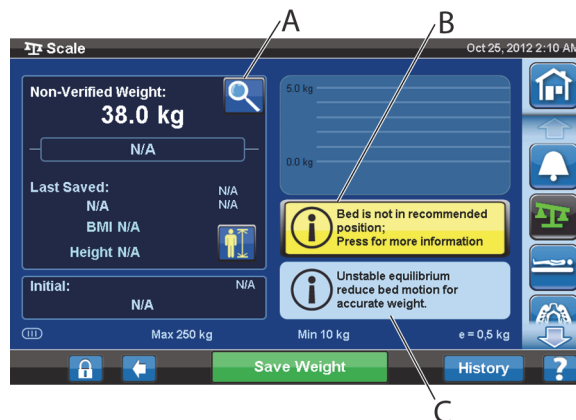 A
B
Scale
Oct 25, 2012 2:10 AM
Non-Verified Weight:
38.0 kg
N/A
Last Saved:
N/A
N/A
N/A
BMI N/A
Height N/A
Initial:
N/A
N/A
5.0 kg
0.0 kg
Bed is not in recommended
position;
Press for more information
Unstable equilibrium
reduce bed motion for
accurate weight.
III
Max 250 kg
Min 10 kg
e = 0,5 kg
Save Weight
History
?
C